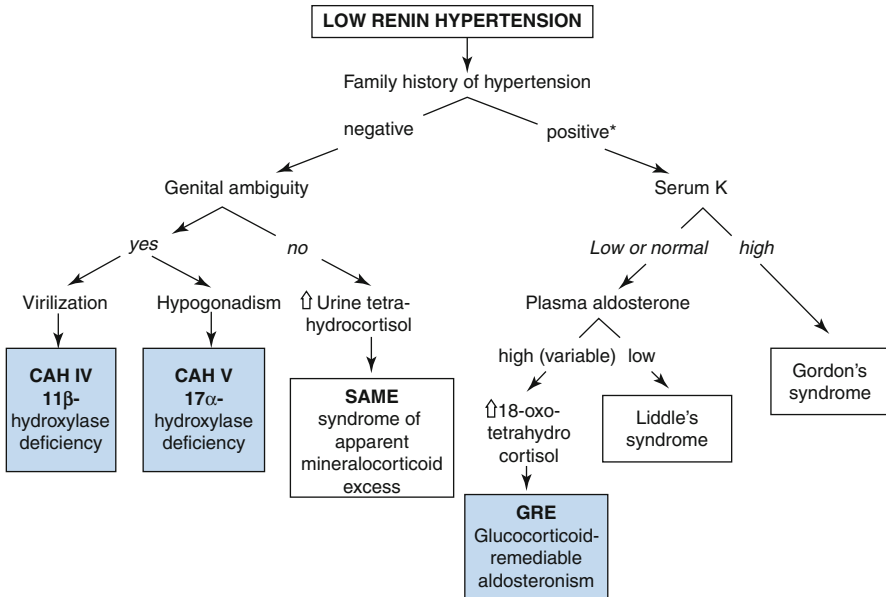 LOW RENIN HYPERTENSION
Family history of hypertension
negative
positive*
Genital ambiguity
Serum K
yes
no
Low or normal
high
Virilization
Hypogonadism
⇧ Urine tetra-
hydrocortisol
Plasma aldosterone
high (variable)
low
CAH IV
11β-
hydroxylase
deficiency
CAH V
17α-
hydroxylase
deficiency
SAME
syndrome of
apparent
mineralocorticoid
excess
⇧18-oxo-
tetrahydro
cortisol
Liddle's
syndrome
Gordon's
syndrome
GRE
Glucocorticoid-
remediable
aldosteronism